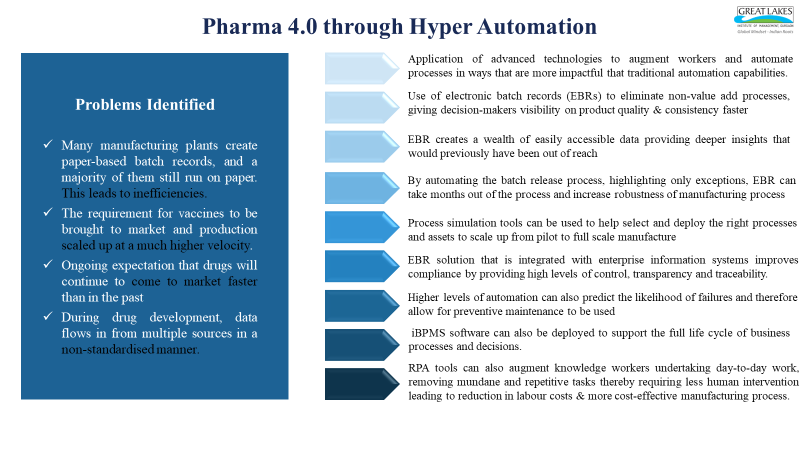 Pharma 4.0 through Hyper Automation
GREAT LAKES
INSTITUTE OF MANAGEMENT, GURGAON
Global Mindset - Indian Roots
Problems Identified
✓ Many manufacturing plants create
paper-based batch records, and a
majority of them still run on paper.
This leads to inefficiencies.
✓ The requirement for vaccines to be
brought to market and production
scaled up at a much higher velocity.
✓ Ongoing expectation that drugs will
continue to come to market faster
than in the past
✓ During drug development, data
flows in from multiple sources in a
non-standardised manner.
Application of advanced technologies to augment workers and automate
processes in ways that are more impactful that traditional automation capabilities.
Use of electronic batch records (EBRs) to eliminate non-value add processes,
giving decision-makers visibility on product quality & consistency faster
EBR creates a wealth of easily accessible data providing deeper insights that
would previously have been out of reach
By automating the batch release process, highlighting only exceptions, EBR can
take months out of the process and increase robustness of manufacturing process
Process simulation tools can be used to help select and deploy the right processes
and assets to scale up from pilot to full scale manufacture
EBR solution that is integrated with enterprise information systems improves
compliance by providing high levels of control, transparency and traceability.
Higher levels of automation can also predict the likelihood of failures and therefore
allow for preventive maintenance to be used
iBPMS software can also be deployed to support the full life cycle of business
processes and decisions.
RPA tools can also augment knowledge workers undertaking day-to-day work,
removing mundane and repetitive tasks thereby requiring less human intervention
leading to reduction in labour costs & more cost-effective manufacturing process.